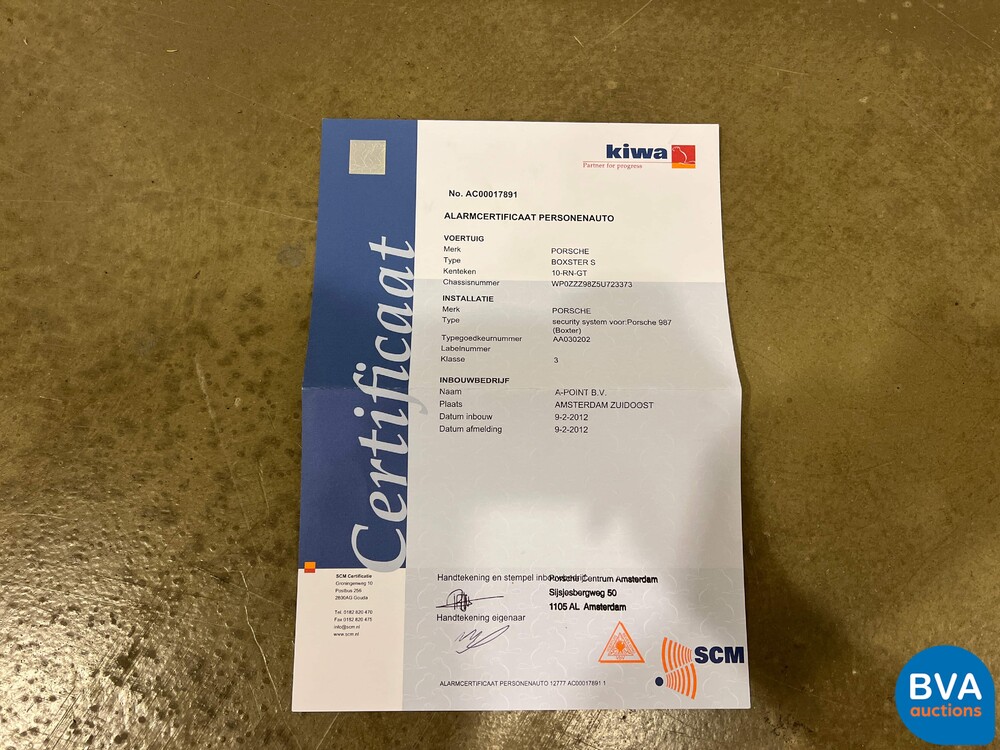 kiwa
Partner for progress
No. AC00017891
ALARMCERTIFICAAT PERSONENAUTO
VOERTUIG
Merk PORSCHE
Type BOXSTER S
Kenteken 10-RN-GT
Chassisnummer WP0ZZZ98Z5U723373
INSTALLATIE
Merk PORSCHE
Type security system voor:Porsche 987
(Boxter)
Typegoedkeurnummer AA030202
Labelnummer
Klasse 3
INBOUWBEDRIJF
Naam A-POINT B.V.
Plaats AMSTERDAM ZUIDOOST
Datum inbouw 9-2-2012
Datum afmelding 9-2-2012
Certificaat
SCM Certificatie
Groningenweg 10
Postbus 256
2800AG Gouda
Tel. 0182 820 470
Fax 0182 820 471
info@scm.nl
www.scm.nl
Handtekening en stempel inbouwbedrijf
Porsche Centrum Amsterdam
Sijsjesbergweg 50
1105 AL Amsterdam
Handtekening eigenaar
SCM
ALARMCERTIFICAAT PERSONENAUTO 12777 AC00017891 1
BVA
auctions